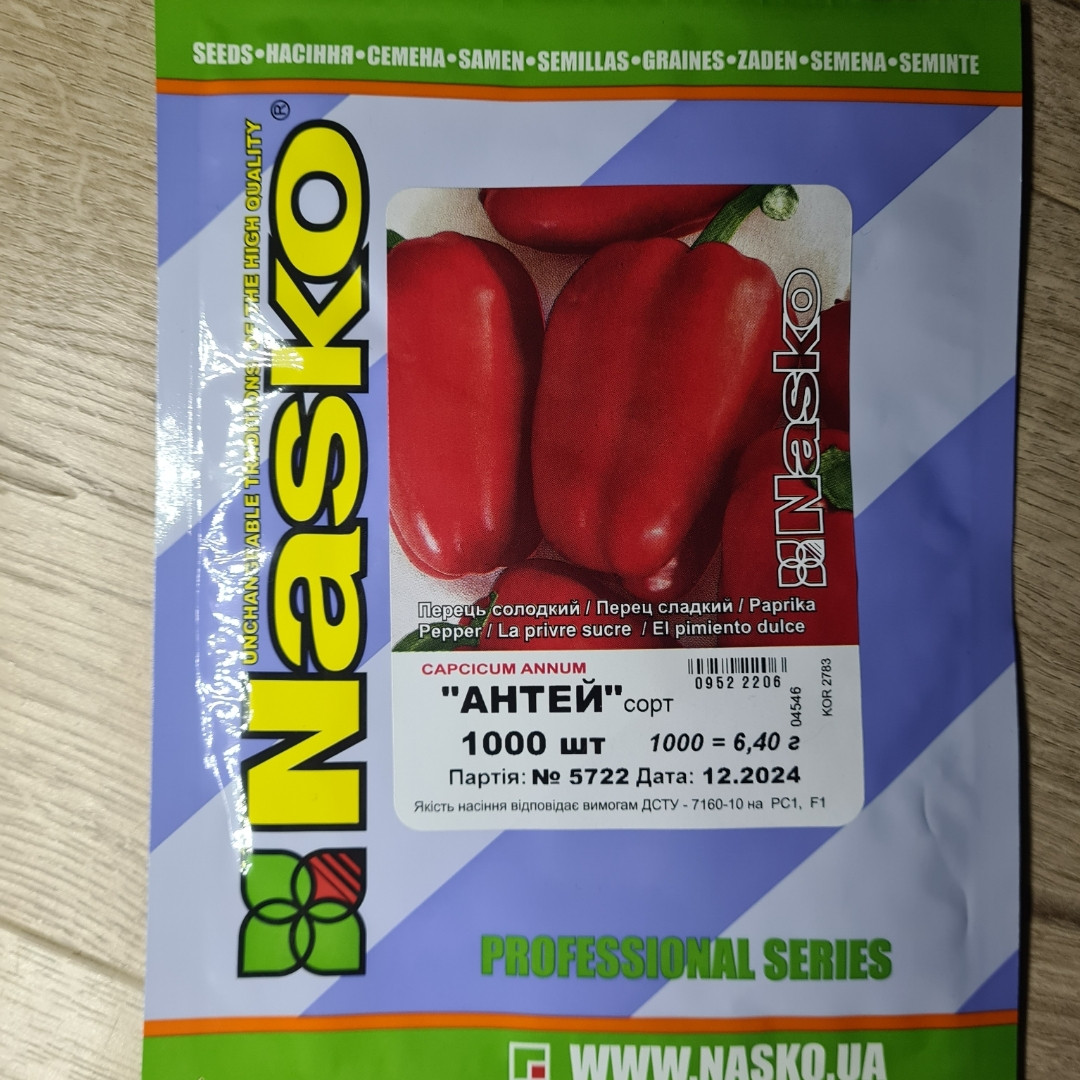 SEEDS•НАСІННЯ•СЕМЕНА•SAMEN•SEMILLAS•GRAINES•ZADEN•SEMENA•SEMINTE
UNCHANGEABLE TRADITIONS OF THE HIGH QUALITY
Nasko®
Nasko
Перець солодкий / Перец сладкий / Paprika
Pepper / La privre sucre / El pimiento dulce
CAPCICUM ANNUM
0952 2206
"АНТЕЙ" сорт
04546
KOR 2783
1000 шт 1000 = 6,40 г
Партія: № 5722 Дата: 12.2024
Якість насіння відповідає вимогам ДСТУ - 7160-10 на РС1, F1
PROFESSIONAL SERIES
WWW.NASKO.UA